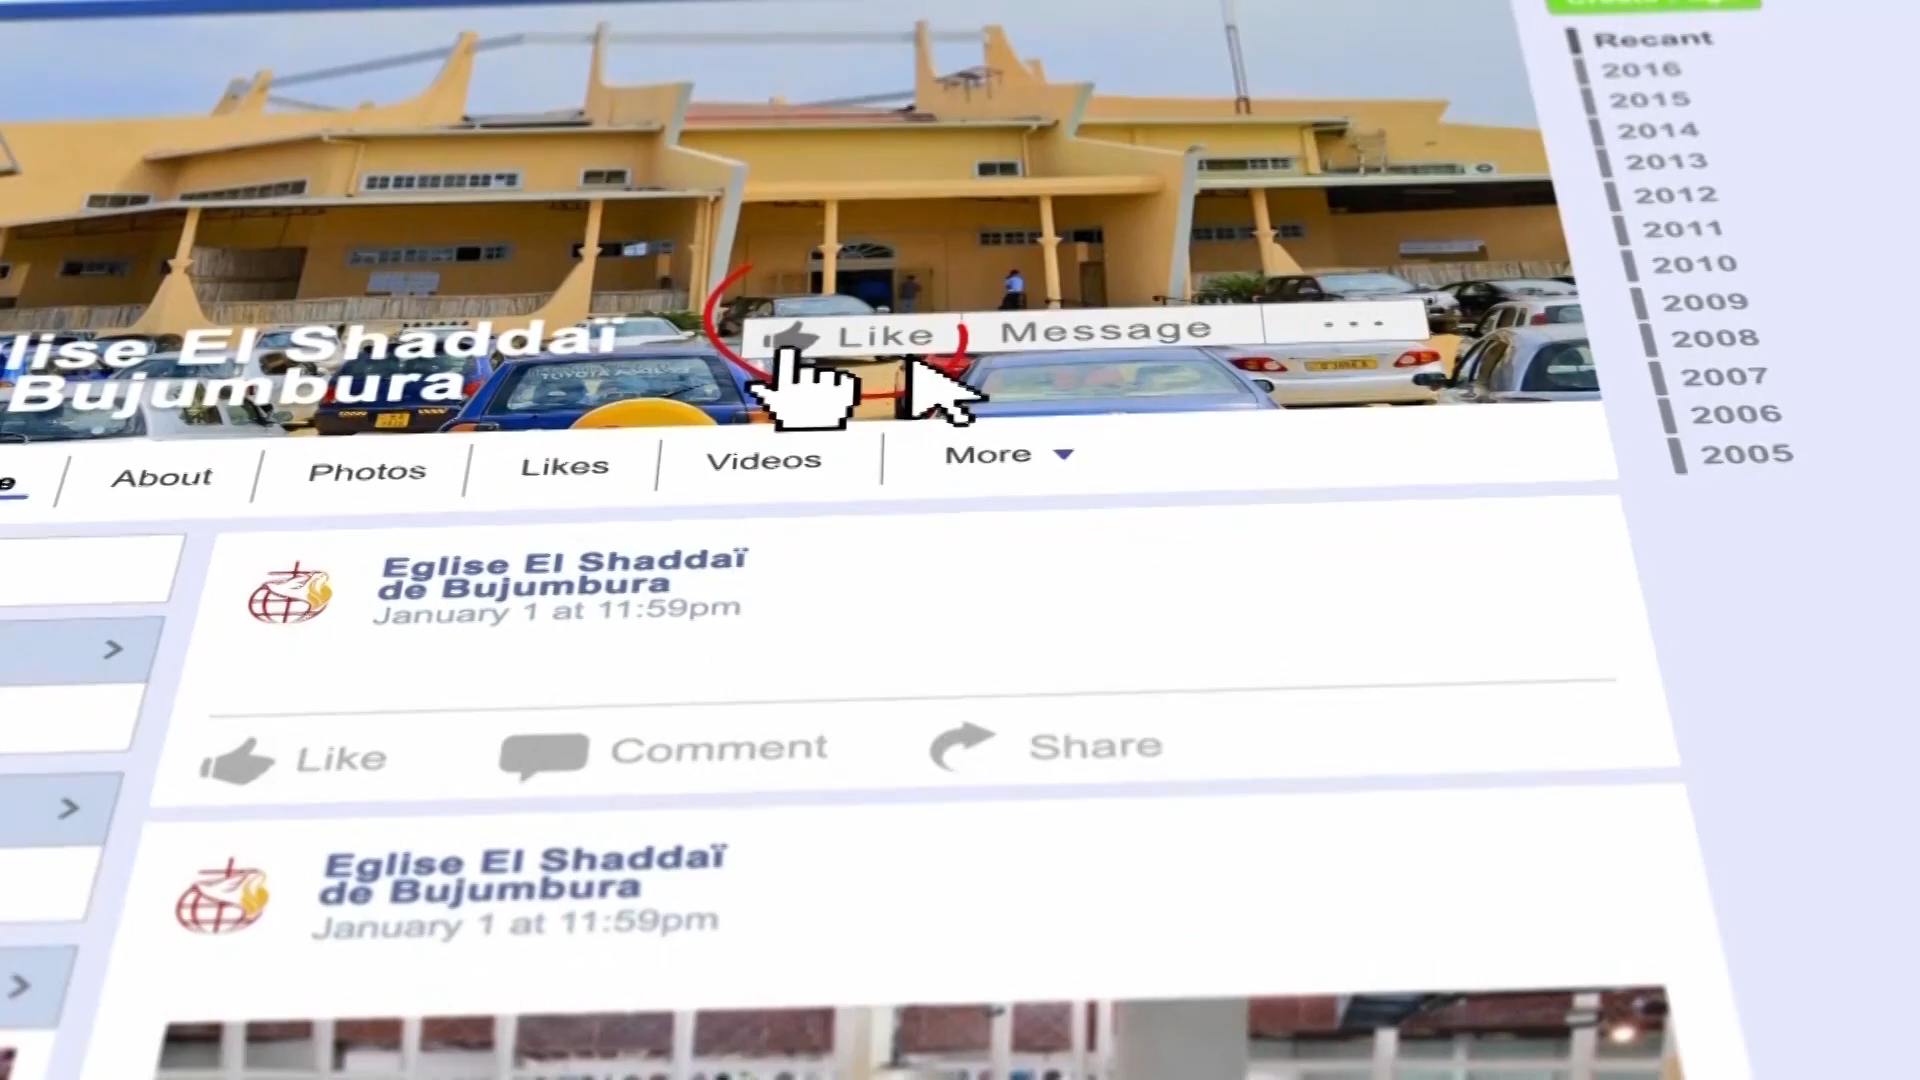 Recant
2016
2015
2014
2013
2012
2011
2010
2009
2008
2007
2006
2005
lise El Shaddaï
Bujumbura
Like
Message
...
e
About
Photos
Likes
Videos
More
Eglise El Shaddaï
de Bujumbura
January 1 at 11:59pm
Like
Comment
Share
Eglise El Shaddaï
de Bujumbura
January 1 at 11:59pm